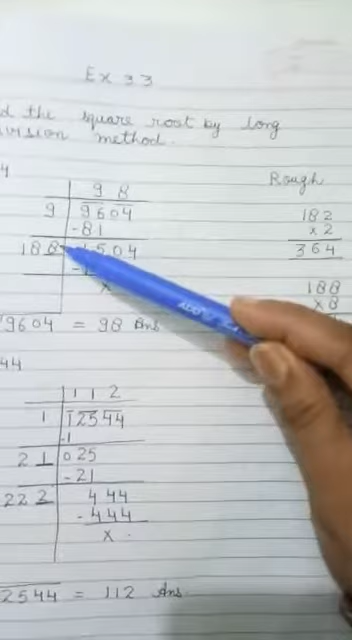 Ex 33
the square root by long
method.
Rough
9 8
9 9604
-81
182
x 2
364
188 1504
188
x 8
x
9604 = 98 Ans
44
1 1 2
1 12544
-1
21 025
-21
222 444
-444
x
2544 = 112 Ans